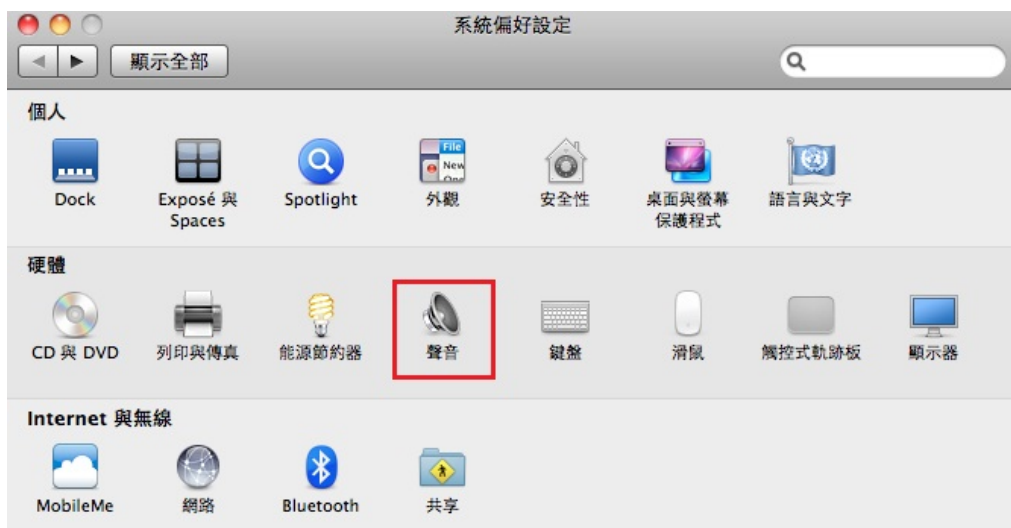 系統偏好設定
顯示全部
個人
File
New
Dock
Exposé 與
Spaces
Spotlight
外觀
安全性
桌面與螢幕
保護程式
語言與文字
硬體
CD 與 DVD
列印與傳真
能源節約器
聲音
鍵盤
滑鼠
觸控式軌跡板
顯示器
Internet 與無線
MobileMe
網路
Bluetooth
共享